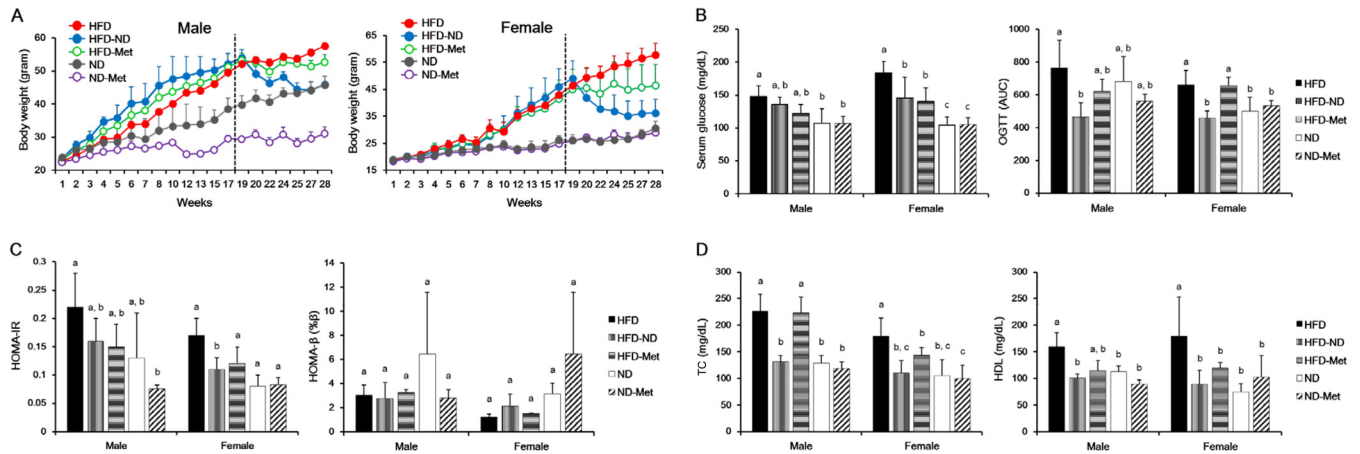 A
Male
HFD
HFD-ND
HFD-Met
ND
ND-Met
Body weight (gram)
60
50
40
30
20
1 2 3 4 5 6 7 8 10 12 13 15 17 19 20 22 24 25 27 28
Weeks
Female
HFD
HFD-ND
HFD-Met
ND
ND-Met
Body weight (gram)
65
55
45
35
25
15
1 2 3 4 5 6 7 8 10 12 13 15 17 19 20 22 24 25 27 28
Weeks
B
Serum glucose (mg/dL)
250
200
150
100
50
0
a a, b a, b b b
a b b c c
Male Female
OGTT (AUC)
1000
800
600
400
200
0
a b a, b a, b a, b
a b a b b
Male Female
HFD
HFD-ND
HFD-Met
ND
ND-Met
C
HOMA-IR
0.3
0.25
0.2
0.15
0.1
0.05
0
a a, b a, b a, b b
a b a a a
Male Female
HOMA-β (%β)
14
12
10
8
6
4
2
0
a a a a a
a a a a a
Male Female
HFD
HFD-ND
HFD-Met
ND
ND-Met
D
TC (mg/dL)
300
250
200
150
100
50
0
a b a b b
a b, c b b, c c
Male Female
HDL (mg/dL)
300
250
200
150
100
50
0
a b a, b b b
a b b b b
Male Female
HFD
HFD-ND
HFD-Met
ND
ND-Met